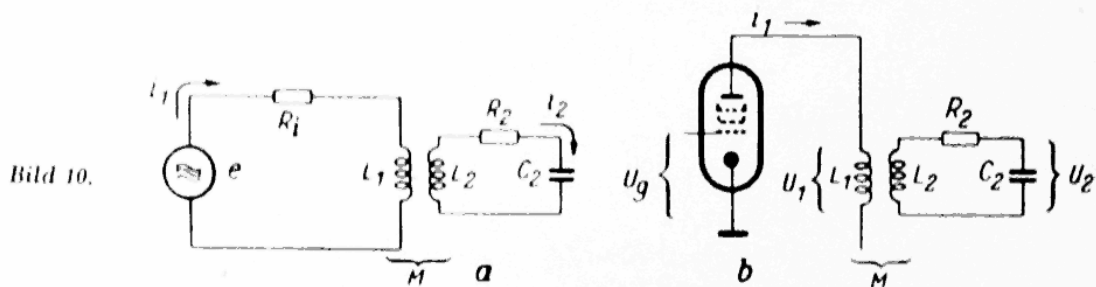 Bild 10.
I₁
e
Rᵢ
L₁
L₂
R₂
I₂
C₂
M
a
I₁
Ug
U₁
L₁
L₂
R₂
C₂
U₂
M
b